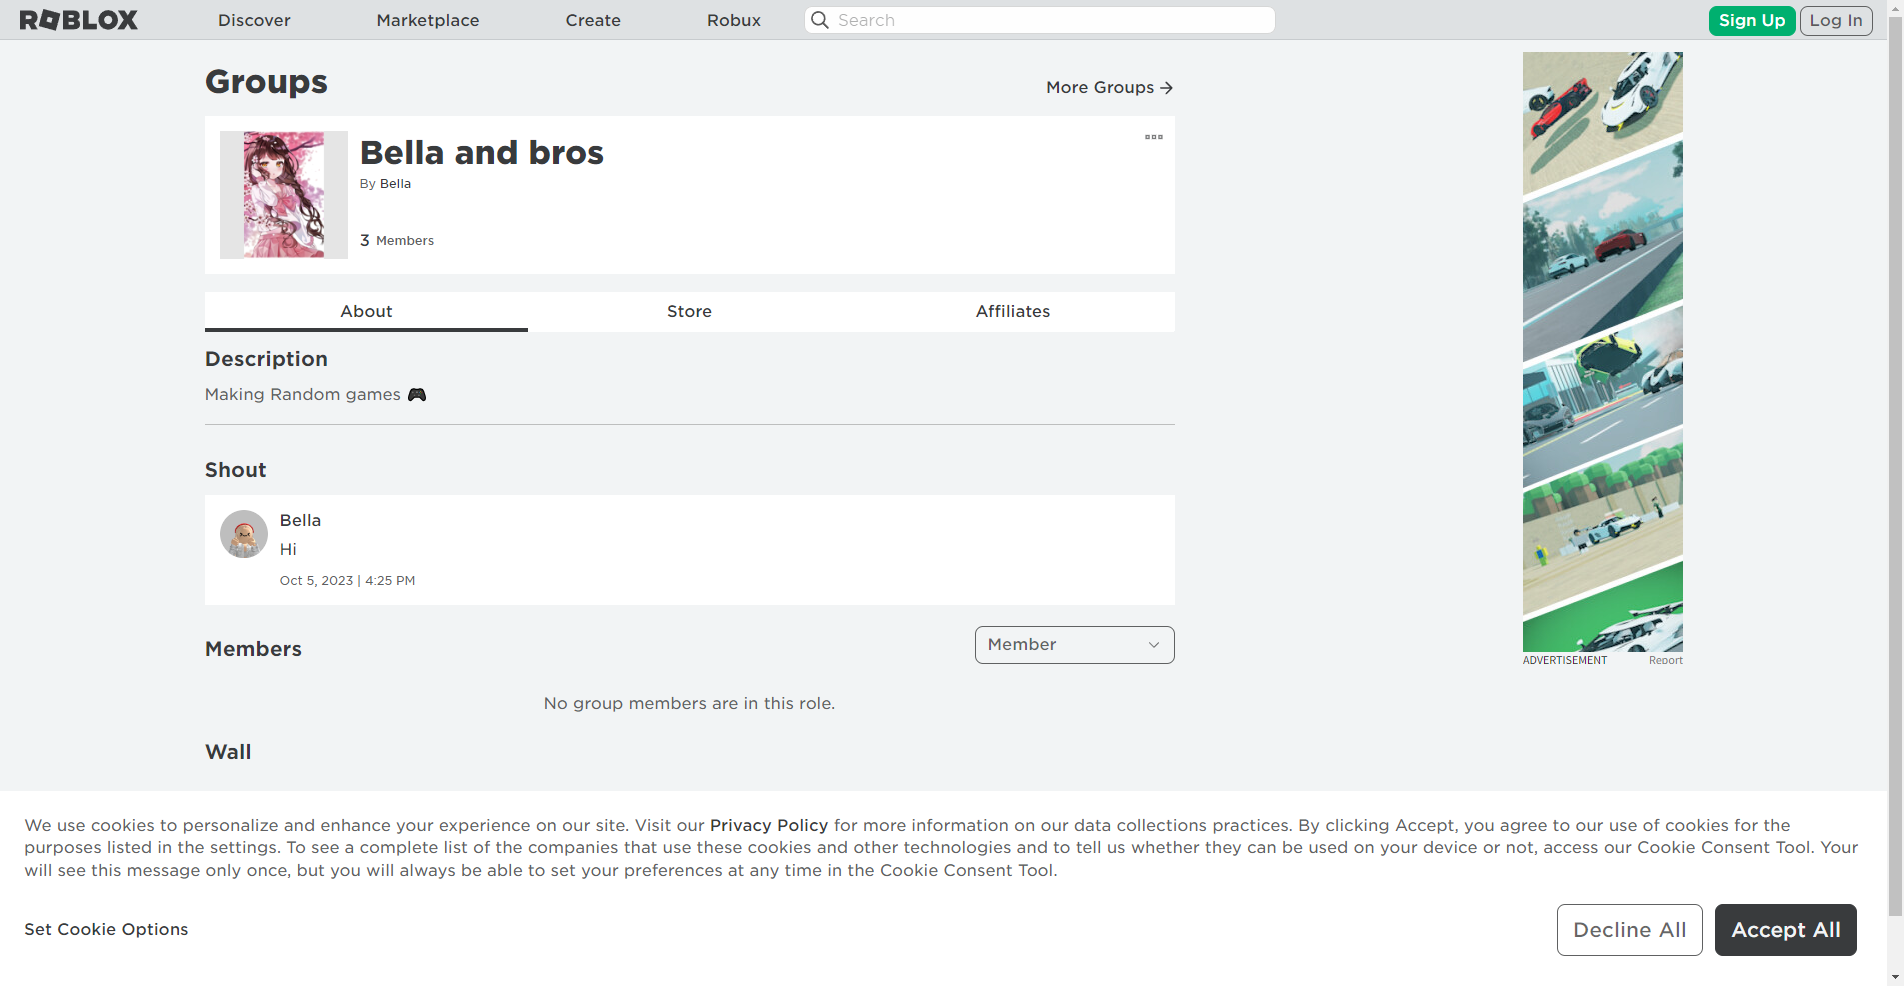 ROBLOX
Discover
Marketplace
Create
Robux
Search
Sign Up
Log In
Groups
More Groups
Bella and bros
By Bella
3 Members
About
Store
Affiliates
Description
Making Random games 🎮
Shout
Bella
Hi
Oct 5, 2023 | 4:25 PM
Members
Member
No group members are in this role.
Wall
ADVERTISEMENT
Report
We use cookies to personalize and enhance your experience on our site. Visit our Privacy Policy for more information on our data collections practices. By clicking Accept, you agree to our use of cookies for the
purposes listed in the settings. To see a complete list of the companies that use these cookies and other technologies and to tell us whether they can be used on your device or not, access our Cookie Consent Tool. Your
will see this message only once, but you will always be able to set your preferences at any time in the Cookie Consent Tool.
Set Cookie Options
Decline All
Accept All